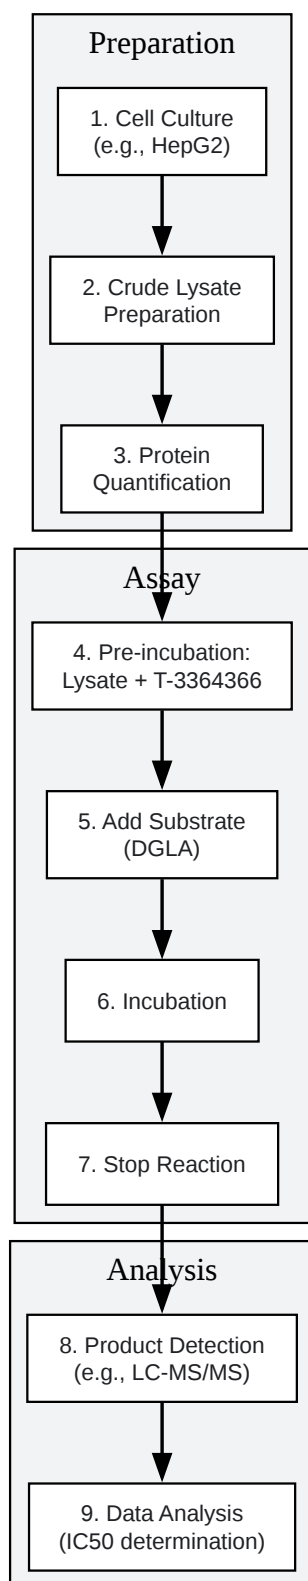 Preparation
1. Cell Culture
(e.g., HepG2)
2. Crude Lysate
Preparation
3. Protein
Quantification
Assay
4. Pre-incubation:
Lysate + T-3364366
5. Add Substrate
(DGLA)
6. Incubation
7. Stop Reaction
Analysis
8. Product Detection
(e.g., LC-MS/MS)
9. Data Analysis
(IC50 determination)